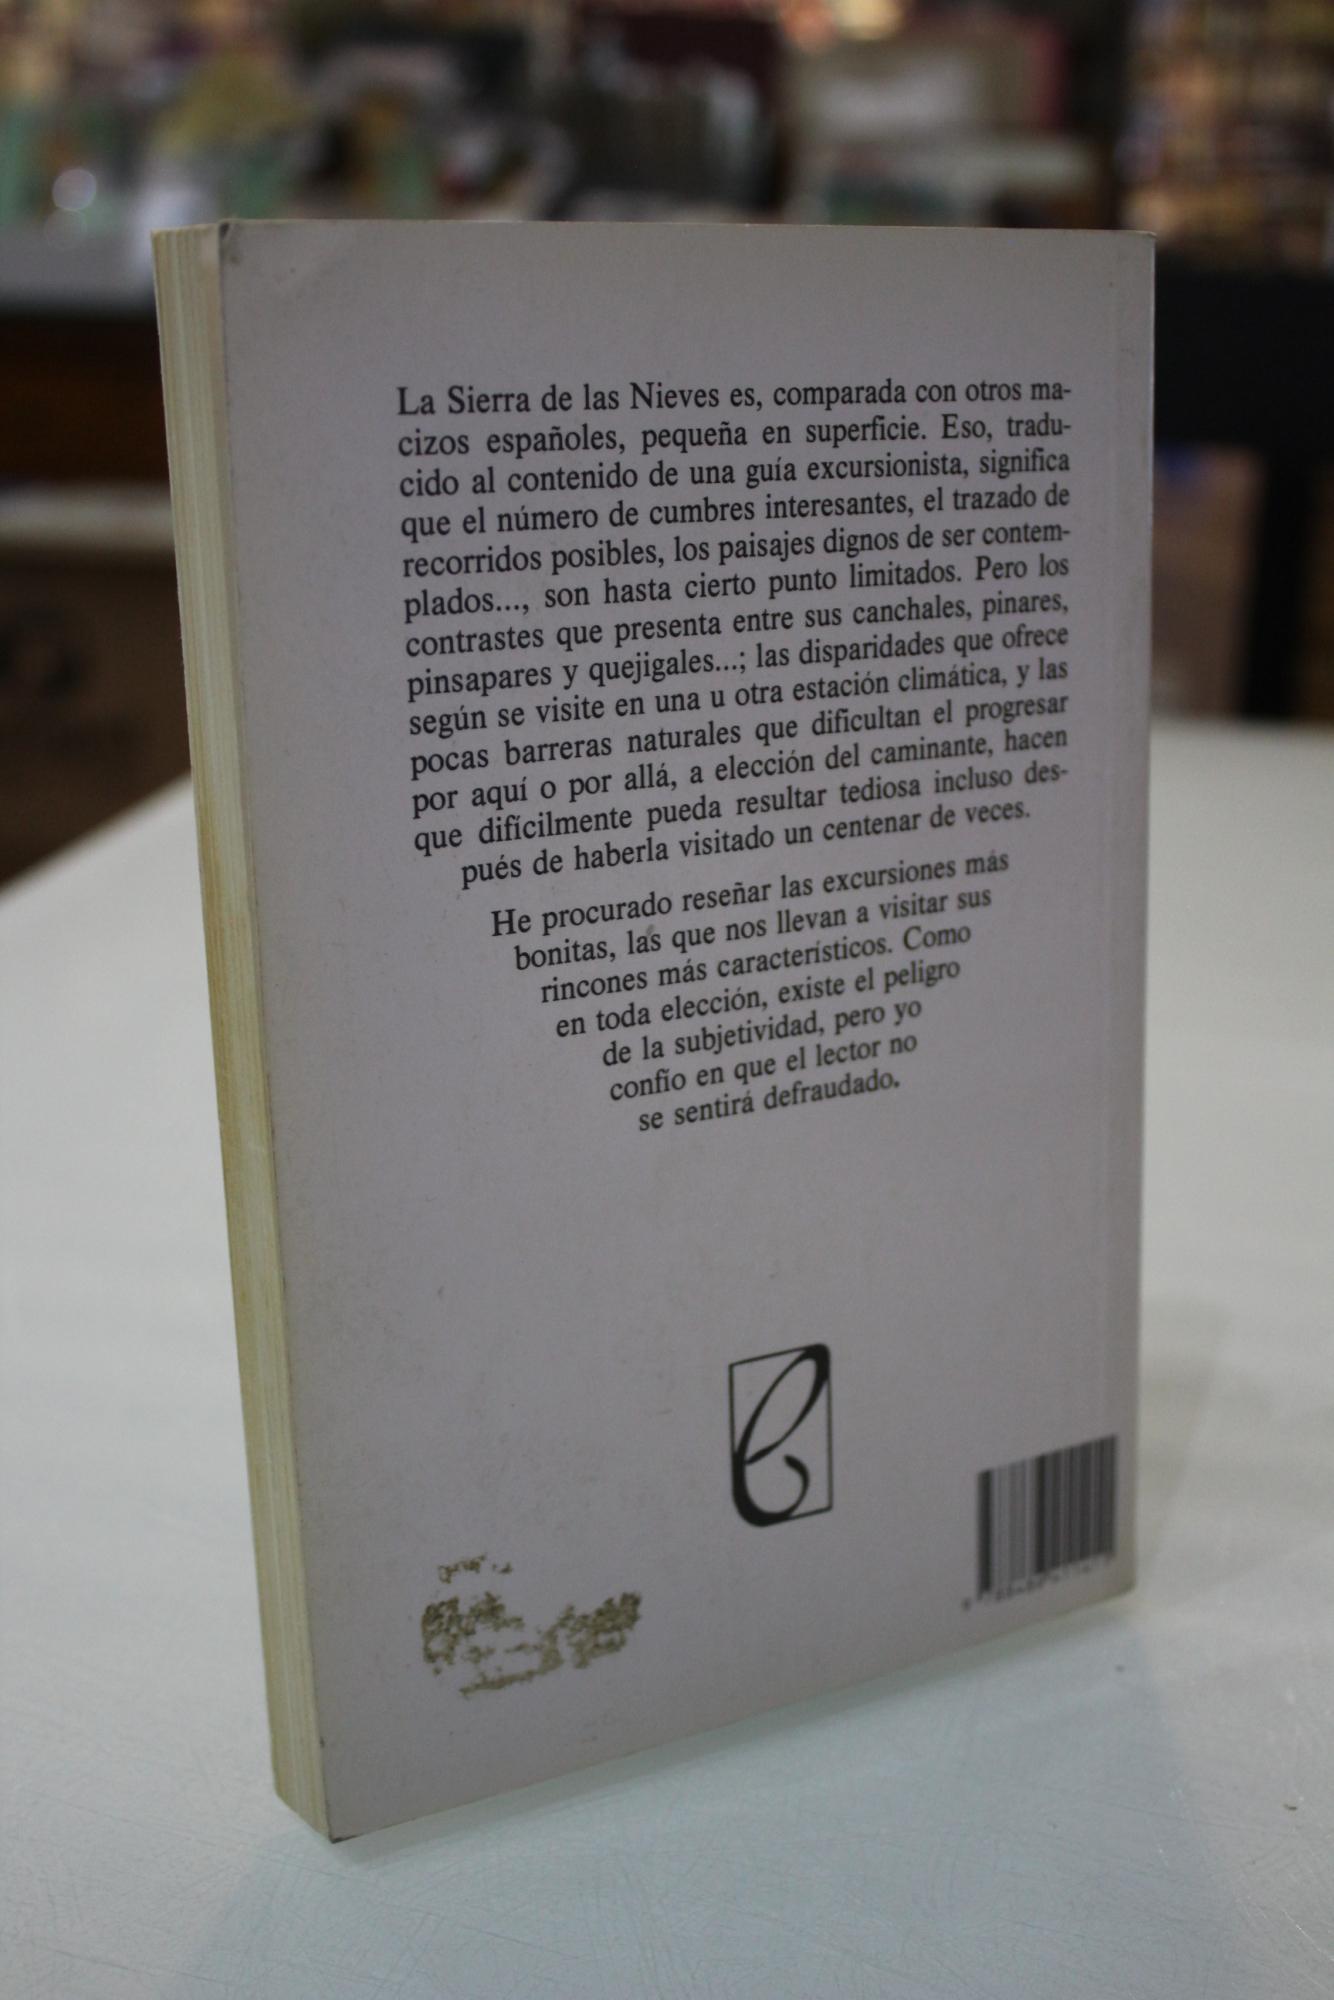 La Sierra de las Nieves es, comparada con otros ma-
cizos españoles, pequeña en superficie. Eso, tradu-
cido al contenido de una guía excursionista, significa
que el número de cumbres interesantes, el trazado de
recorridos posibles, los paisajes dignos de ser contem-
plados..., son hasta cierto punto limitados. Pero los
contrastes que presenta entre sus canchales, pinares,
pinsapares y quejigales...; las disparidades que ofrece
según se visite en una u otra estación climática, y las
pocas barreras naturales que dificultan el progresar
por aquí o por allá, a elección del caminante, hacen
que difícilmente pueda resultar tediosa incluso des-
pués de haberla visitado un centenar de veces.
He procurado reseñar las excursiones más
bonitas, las que nos llevan a visitar sus
rincones más característicos. Como
en toda elección, existe el peligro
de la subjetividad, pero yo
confío en que el lector no
se sentirá defraudado.